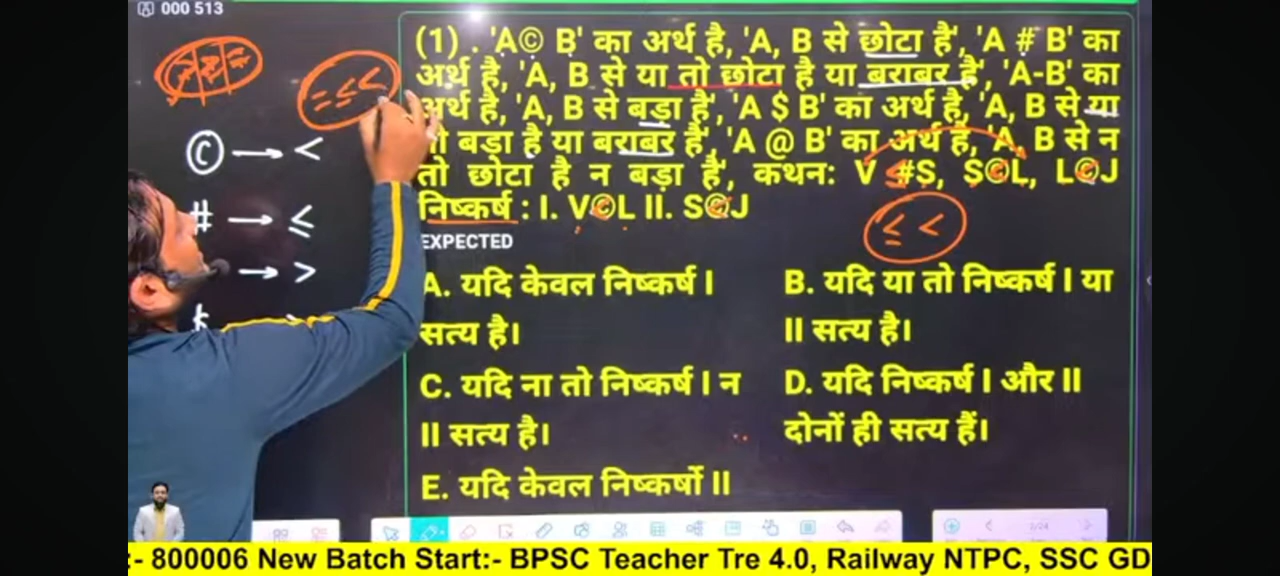 000 513
(1) . 'A© B' का अर्थ है, 'A, B से छोटा है', 'A # B' का
अर्थ है, 'A, B से या तो छोटा है या बराबर है', 'A-B' का
अर्थ है, 'A, B से बड़ा है', 'A $ B' का अर्थ है, 'A, B से या
बड़ा है या बराबर है', 'A @ B' का अर्थ है, 'A, B से न
तो छोटा है न बड़ा है', कथन: V #S, S©L, L©J
निष्कर्ष : I. V©L II. S©J
= ≤ <
© → <
# → ≤
→ >
≤ <
EXPECTED
A. यदि केवल निष्कर्ष I
सत्य है।
B. यदि या तो निष्कर्ष I या
II सत्य है।
C. यदि ना तो निष्कर्ष I न
II सत्य है।
D. यदि निष्कर्ष I और II
दोनों ही सत्य हैं।
E. यदि केवल निष्कर्षो II
2/24
:- 800006 New Batch Start:- BPSC Teacher Tre 4.0, Railway NTPC, SSC GD